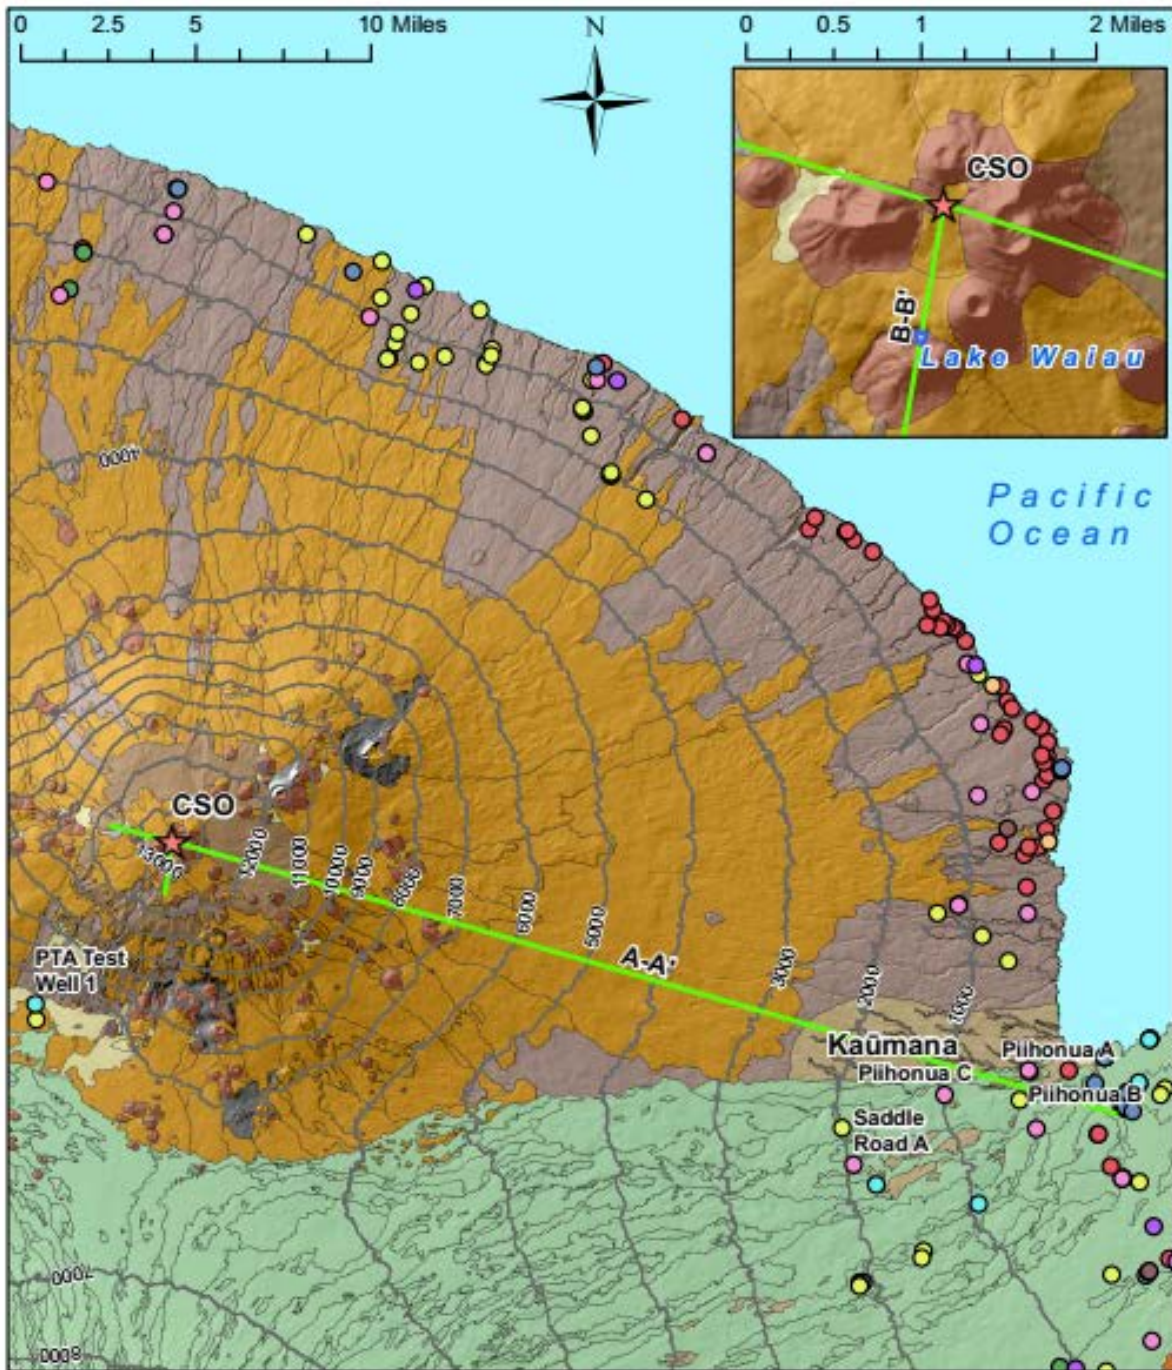 0 2.5 5 10 Miles
N
0 0.5 1 2 Miles
CSO
B-B'
Lake Waiau
Pacific
Ocean
4000
CSO
13000
12000
11000
10000
9000
8000
7000
6000
5000
A-A'
3000
2000
1000
PTA Test
Well 1
Kaūmana
Piihonua A
Piihonua C
Piihonua B
Saddle
Road A
7000
8000